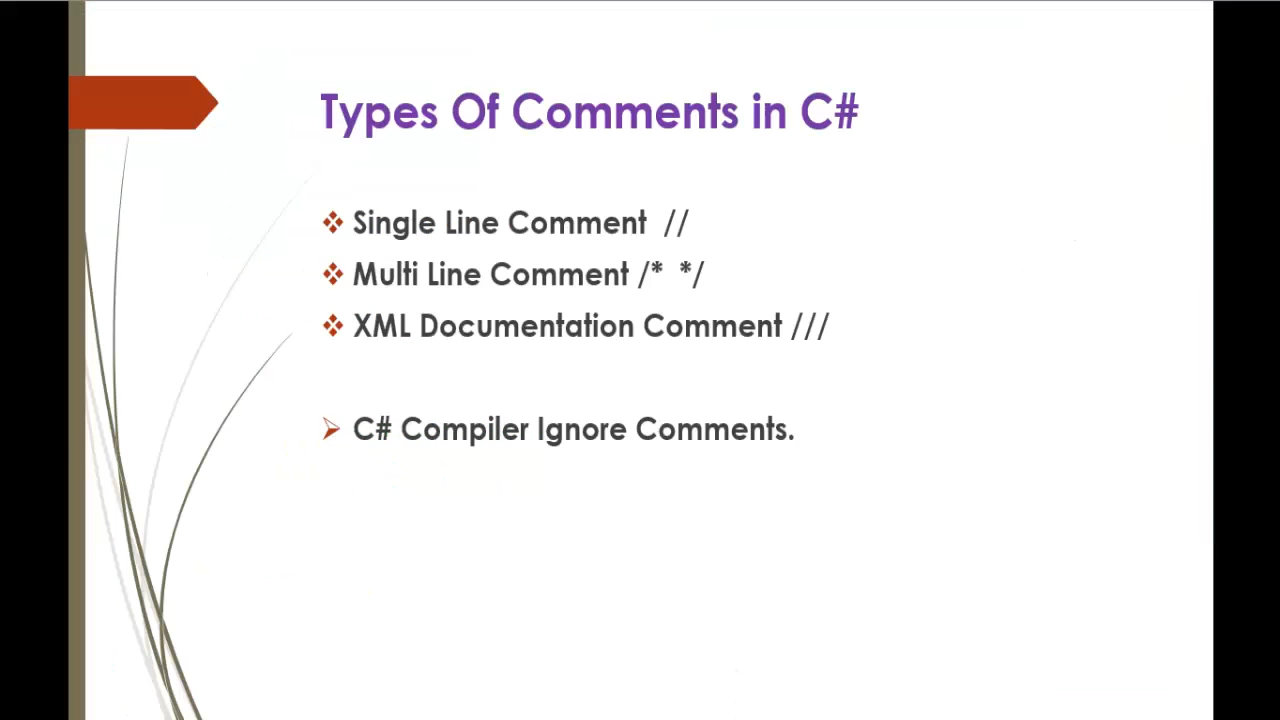 Types Of Comments in C#
Single Line Comment //
Multi Line Comment /* */
XML Documentation Comment ///
C# Compiler Ignore Comments.